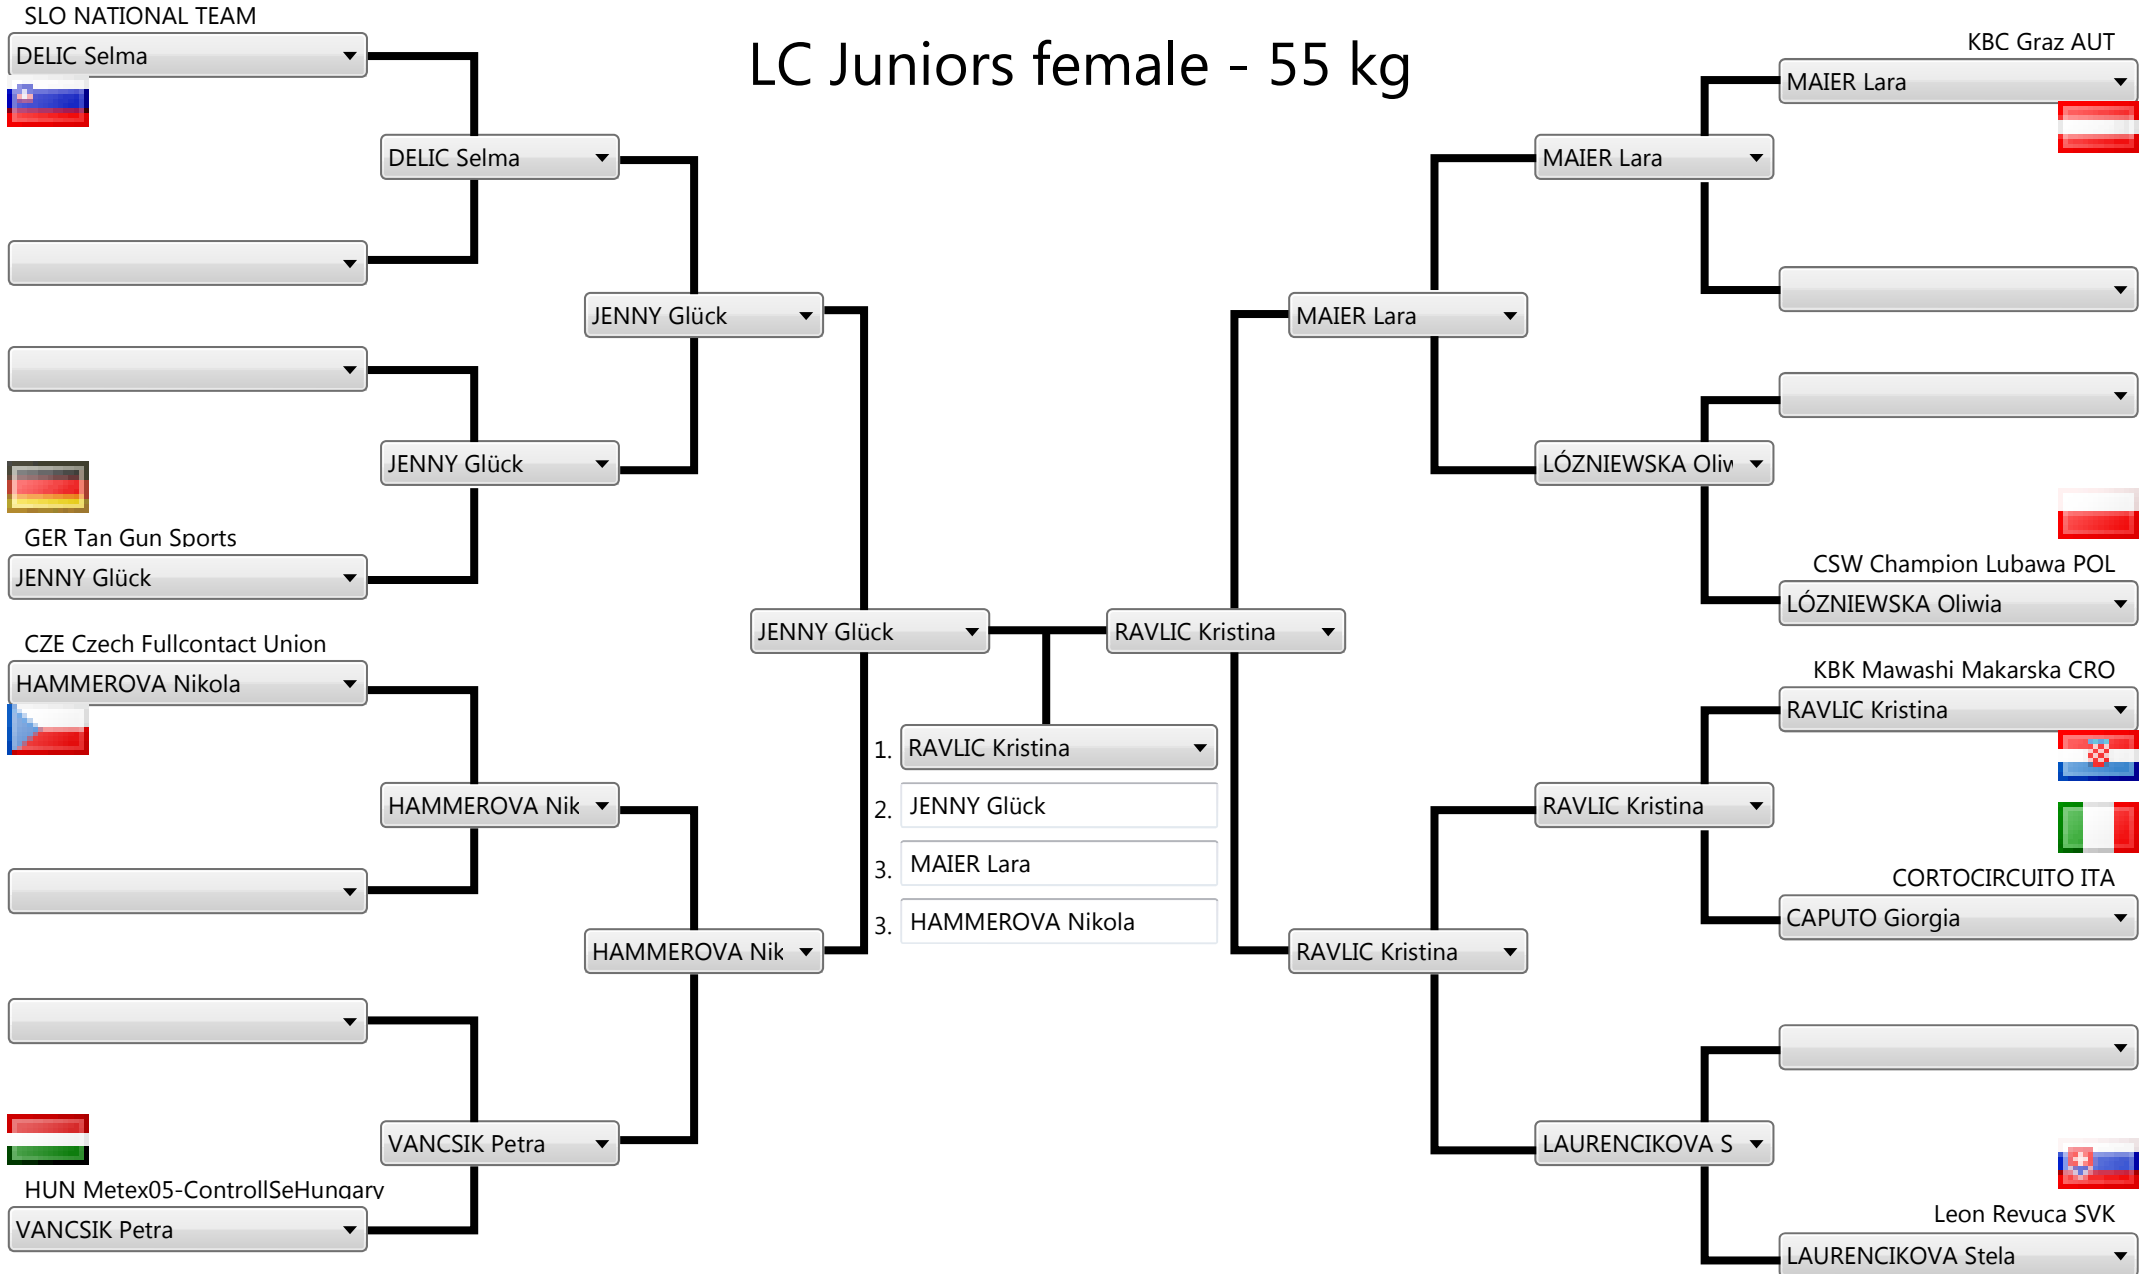 SLO NATIONAL TEAM
DELIC Selma
LC Juniors female - 55 kg
KBC Graz AUT
MAIER Lara
DELIC Selma
MAIER Lara
JENNY Glück
MAIER Lara
JENNY Glück
LÓZNIEWSKA Oliw
GER Tan Gun Sports
JENNY Glück
CSW Champion Lubawa POL
LÓZNIEWSKA Oliwia
CZE Czech Fullcontact Union
HAMMEROVA Nikola
JENNY Glück
RAVLIC Kristina
KBK Mawashi Makarska CRO
RAVLIC Kristina
1. RAVLIC Kristina
2. JENNY Glück
3. MAIER Lara
3. HAMMEROVA Nikola
HAMMEROVA Nik
RAVLIC Kristina
CORTOCIRCUITO ITA
CAPUTO Giorgia
HAMMEROVA Nik
RAVLIC Kristina
VANCSIK Petra
LAURENCIKOVA S
HUN Metex05-ControllSeHungary
VANCSIK Petra
Leon Revuca SVK
LAURENCIKOVA Stela